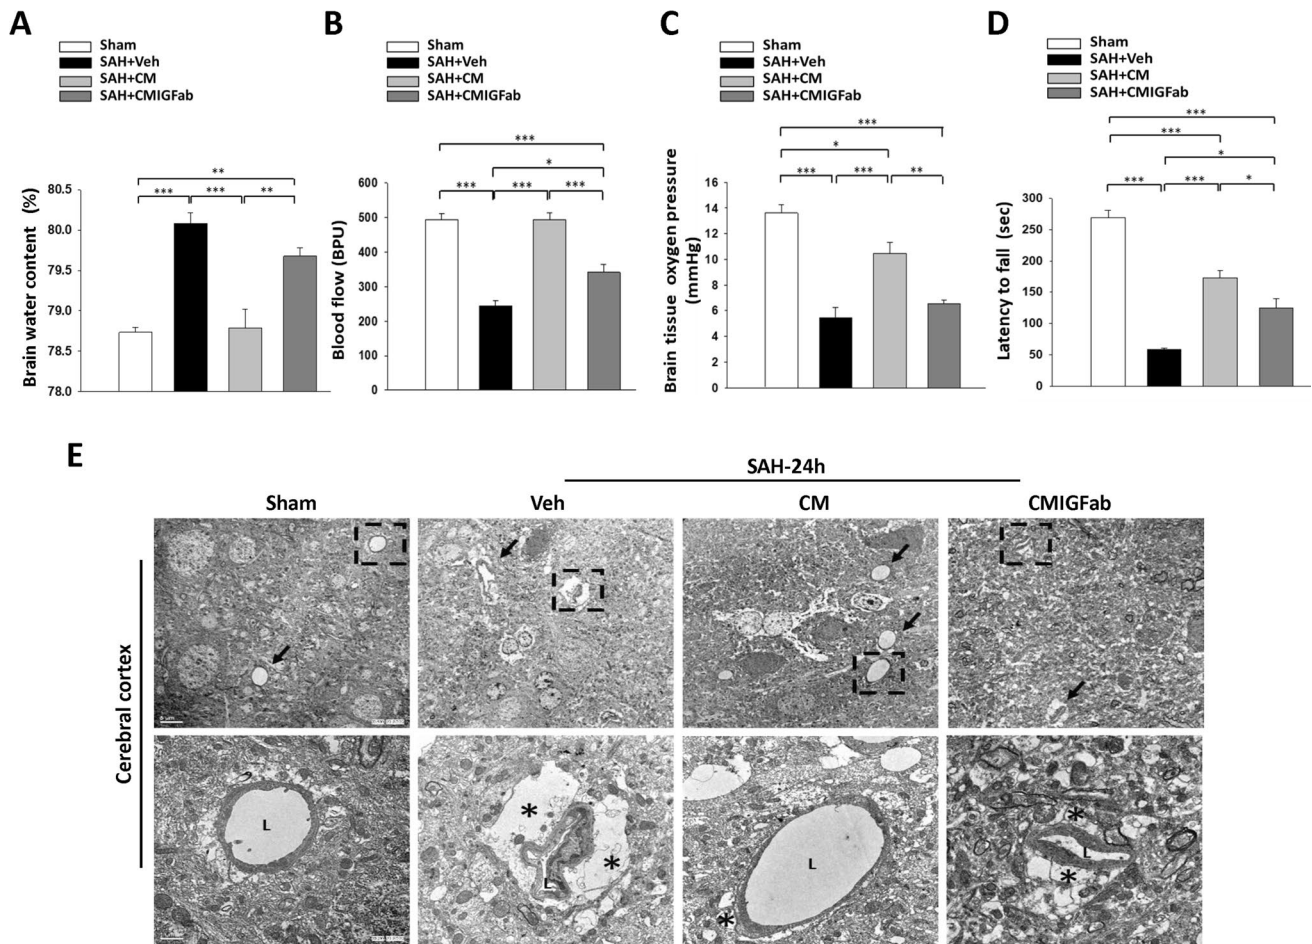 A
Sham
SAH+Veh
SAH+CM
SAH+CMIGFab
**
*** *** **
Brain water content (%)
80.5
80.0
79.5
79.0
78.5
78.0
B
Sham
SAH+Veh
SAH+CM
SAH+CMIGFab
***
*
*** *** ***
Blood flow (BPU)
600
500
400
300
200
100
0
C
Sham
SAH+Veh
SAH+CM
SAH+CMIGFab
***
*
*** *** **
Brain tissue oxygen pressure
(mmHg)
16
14
12
10
8
6
4
2
0
D
Sham
SAH+Veh
SAH+CM
SAH+CMIGFab
***
***
*
*** *** *
Latency to fall (sec)
300
250
200
150
100
50
0
E
SAH-24h
Sham Veh CM CMIGFab
Cerebral cortex
L
*
*
L
L
*
*
L
*